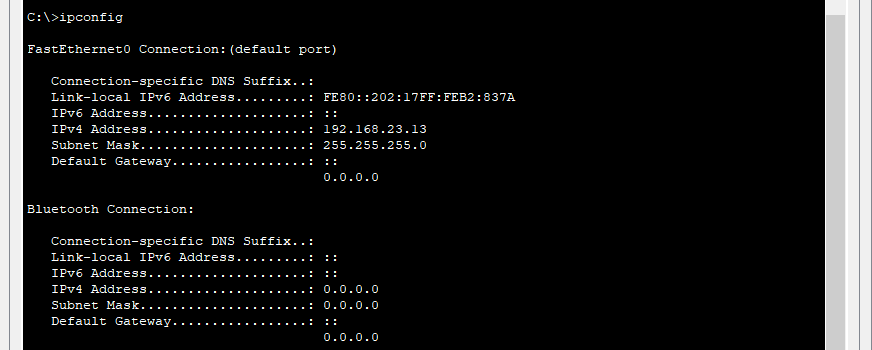 C:\>ipconfig
FastEthernet0 Connection:(default port)
Connection-specific DNS Suffix..:
Link-local IPv6 Address.........: FE80::202:17FF:FEB2:837A
IPv6 Address....................: ::
IPv4 Address....................: 192.168.23.13
Subnet Mask.....................: 255.255.255.0
Default Gateway.................: ::
0.0.0.0
Bluetooth Connection:
Connection-specific DNS Suffix..:
Link-local IPv6 Address.........: ::
IPv6 Address....................: ::
IPv4 Address....................: 0.0.0.0
Subnet Mask.....................: 0.0.0.0
Default Gateway.................: ::
0.0.0.0